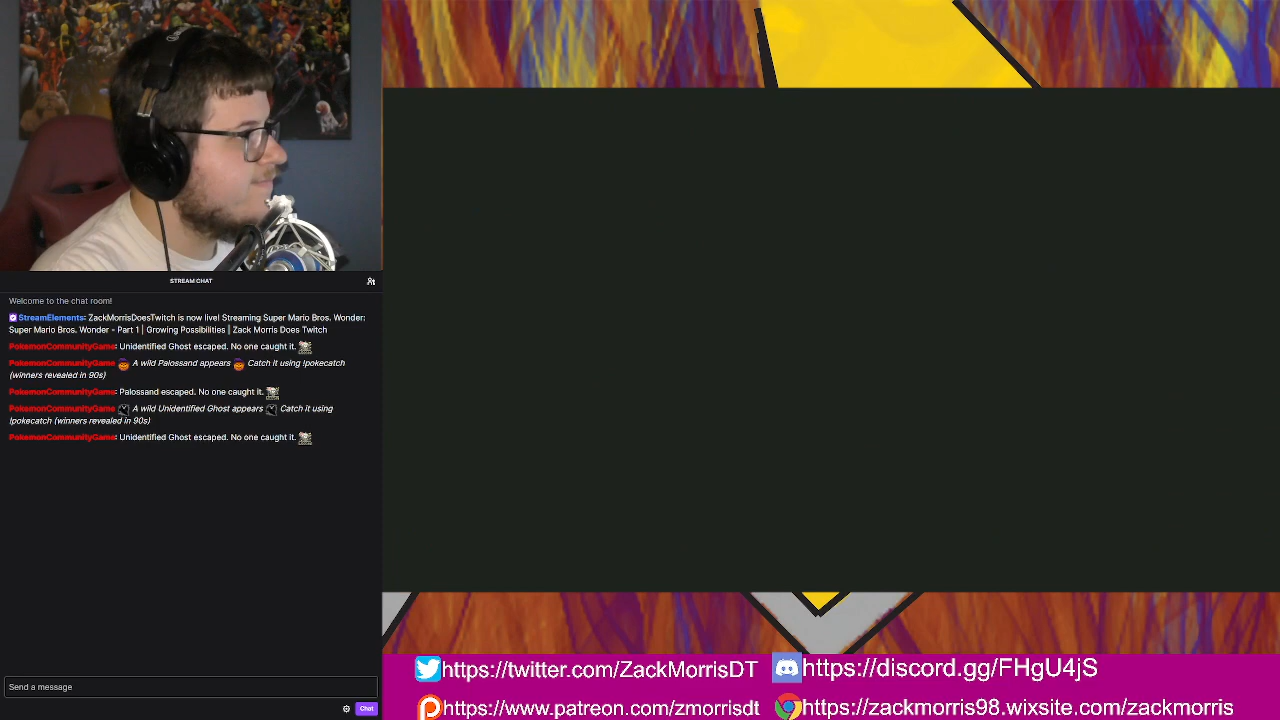 STREAM CHAT
Welcome to the chat room!
StreamElements: ZackMorrisDoesTwitch is now live! Streaming Super Mario Bros. Wonder:
Super Mario Bros. Wonder - Part 1 | Growing Possibilities | Zack Morris Does Twitch
PokemonCommunityGame: Unidentified Ghost escaped. No one caught it.
PokemonCommunityGame A wild Palossand appears Catch it using !pokecatch
(winners revealed in 90s)
PokemonCommunityGame: Palossand escaped. No one caught it.
PokemonCommunityGame A wild Unidentified Ghost appears Catch it using
!pokecatch (winners revealed in 90s)
PokemonCommunityGame: Unidentified Ghost escaped. No one caught it.
Send a message
Chat
https://twitter.com/ZackMorrisDT
https://discord.gg/FHgU4jS
https://www.patreon.com/zmorrisdt
https://zackmorris98.wixsite.com/zackmorris